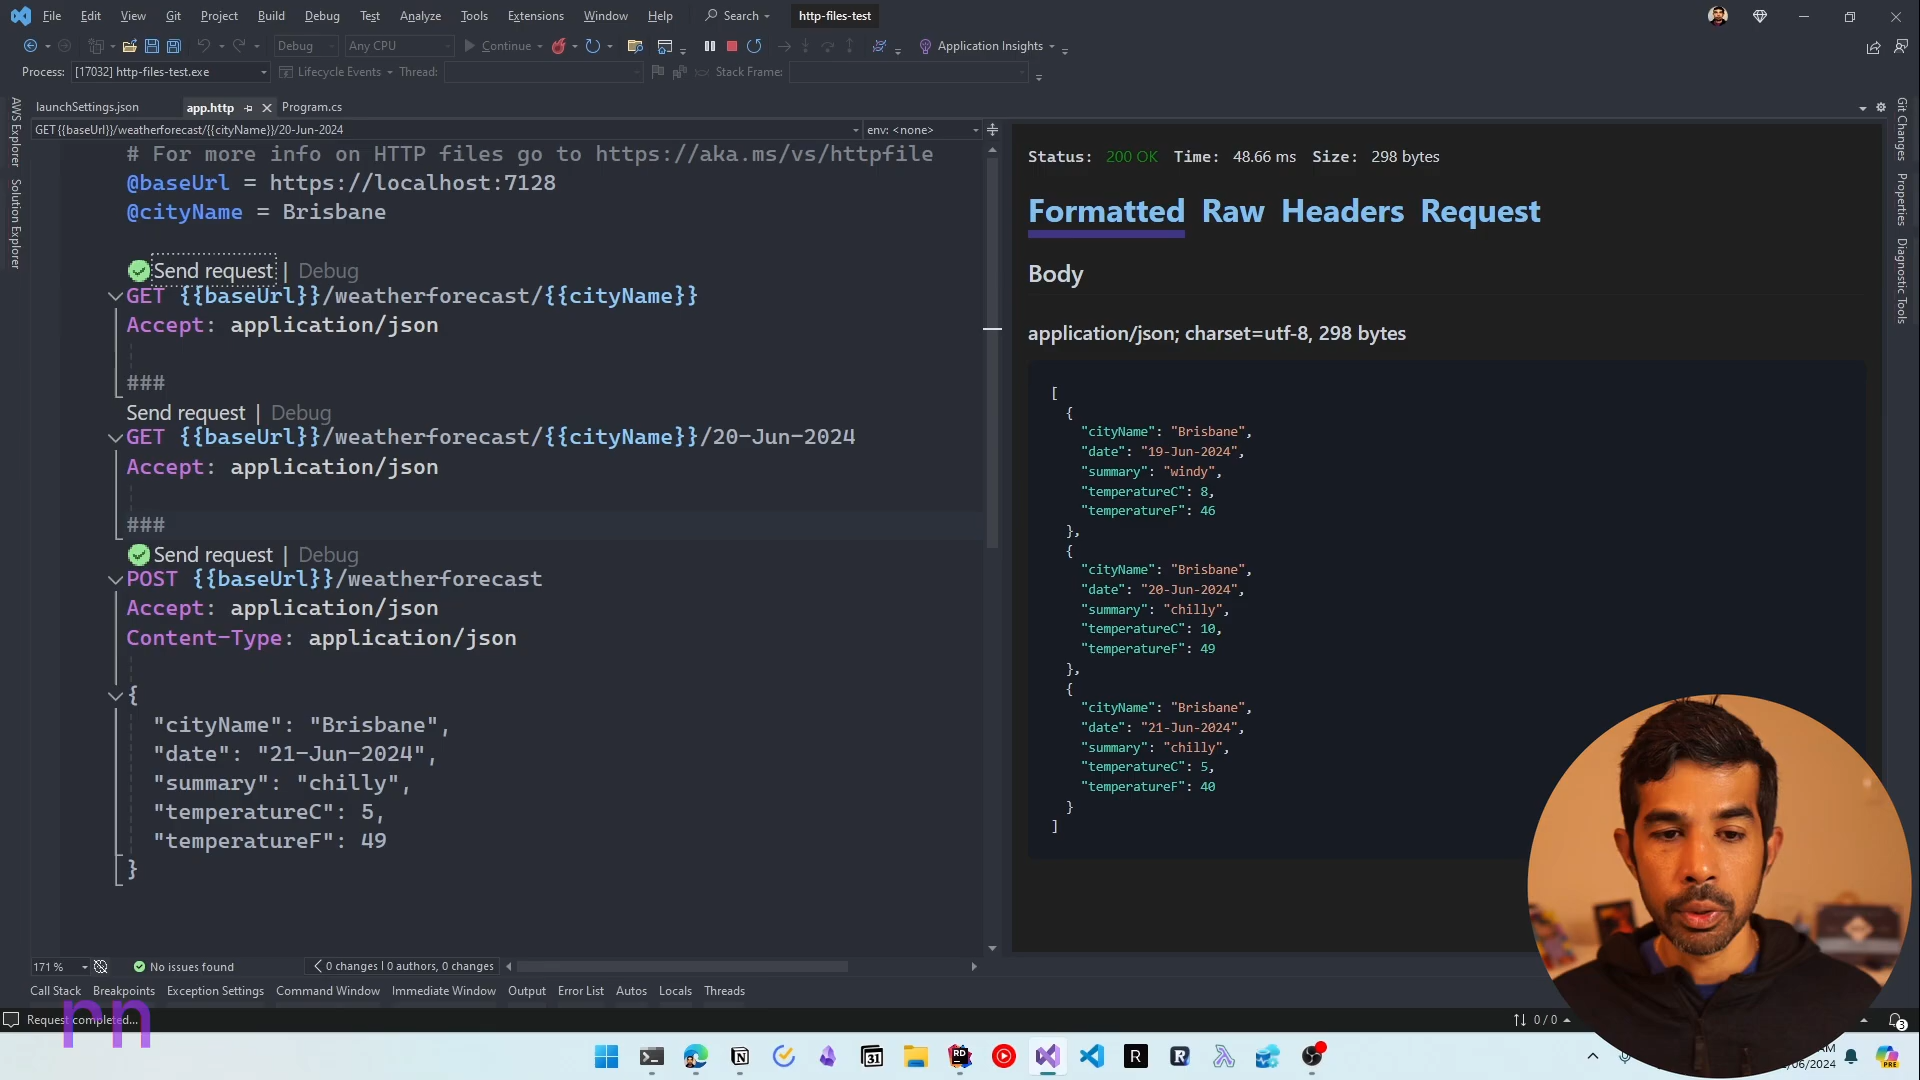 File Edit View Git Project Build Debug Test Analyze Tools Extensions Window Help Search http-files-test
Debug Any CPU Continue Application Insights
Process: [17032] http-files-test.exe Lifecycle Events Thread: Stack Frame:
launchSettings.json app.http Program.cs
GET {{baseUrl}}/weatherforecast/{{cityName}}/20-Jun-2024 env: <none>
AWS Explorer
Solution Explorer
# For more info on HTTP files go to https://aka.ms/vs/httpfile
@baseUrl = https://localhost:7128
@cityName = Brisbane
Send request | Debug
GET {{baseUrl}}/weatherforecast/{{cityName}}
Accept: application/json
###
Send request | Debug
GET {{baseUrl}}/weatherforecast/{{cityName}}/20-Jun-2024
Accept: application/json
###
Send request | Debug
POST {{baseUrl}}/weatherforecast
Accept: application/json
Content-Type: application/json
{
"cityName": "Brisbane",
"date": "21-Jun-2024",
"summary": "chilly",
"temperatureC": 5,
"temperatureF": 49
}
Status: 200 OK Time: 48.66 ms Size: 298 bytes
Formatted Raw Headers Request
Body
application/json; charset=utf-8, 298 bytes
[
{
"cityName": "Brisbane",
"date": "19-Jun-2024",
"summary": "windy",
"temperatureC": 8,
"temperatureF": 46
},
{
"cityName": "Brisbane",
"date": "20-Jun-2024",
"summary": "chilly",
"temperatureC": 10,
"temperatureF": 49
},
{
"cityName": "Brisbane",
"date": "21-Jun-2024",
"summary": "chilly",
"temperatureC": 5,
"temperatureF": 40
}
]
Git Changes
Properties
Diagnostic Tools
171 % No issues found 0 changes | 0 authors, 0 changes
Call Stack Breakpoints Exception Settings Command Window Immediate Window Output Error List Autos Locals Threads
rn
Request completed... 0 / 0 3
N 31 RD R R PRE
/06/2024